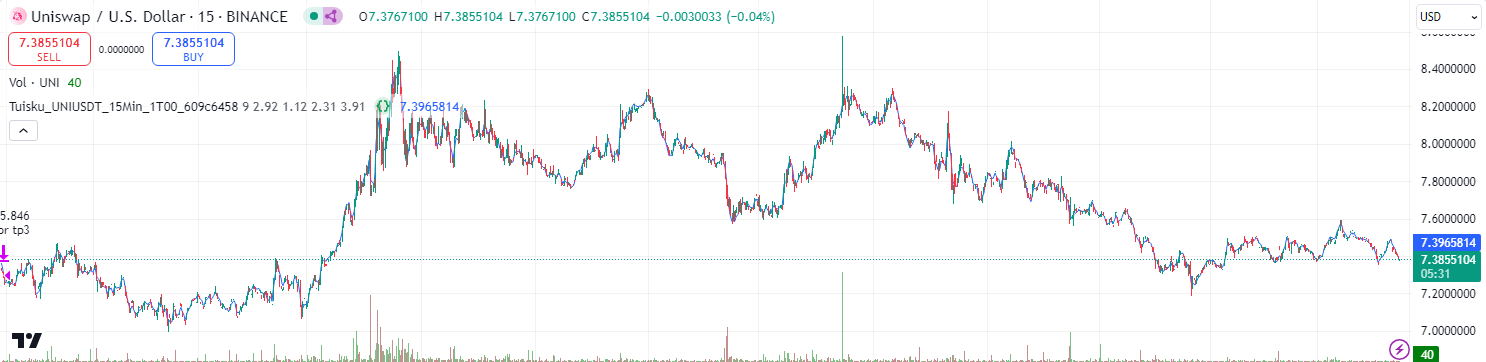 Uniswap / U.S. Dollar · 15 · BINANCE O7.3767100 H7.3855104 L7.3767100 C7.3855104 −0.0030033 (−0.04%)
USD
7.3855104 SELL 0.0000000 7.3855104 BUY
Vol · UNI 40
Tuisku_UNIUSDT_15Min_1T00_609c6458 9 2.92 1.12 2.31 3.91 7.3965814
8.4000000
8.2000000
8.0000000
7.8000000
7.6000000
5.846
or tp3
7.3965814
7.3855104
05:31
7.2000000
7.0000000
40